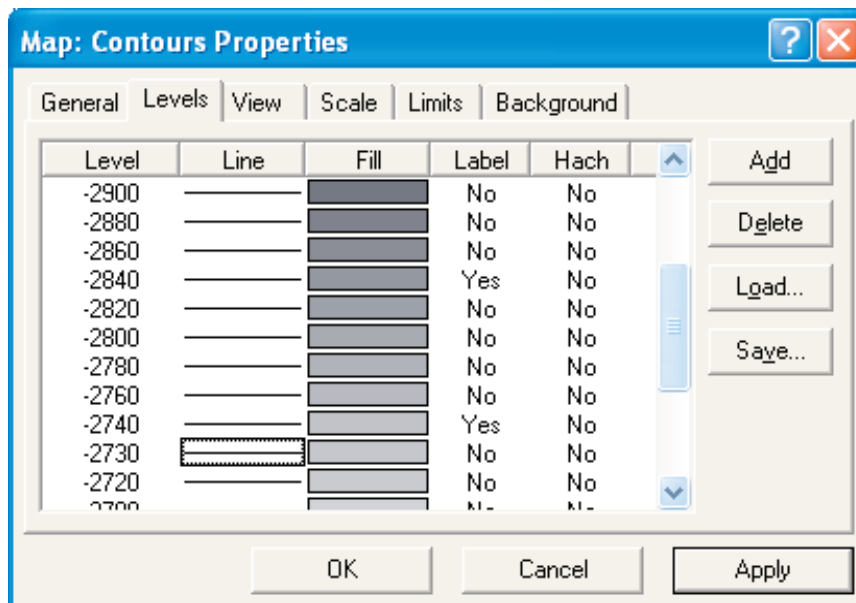 Map: Contours Properties
General Levels View Scale Limits Background
Level Line Fill Label Hach
-2900 No No
-2880 No No
-2860 No No
-2840 Yes No
-2820 No No
-2800 No No
-2780 No No
-2760 No No
-2740 Yes No
-2730 No No
-2720 No No
Add
Delete
Load...
Save...
OK Cancel Apply